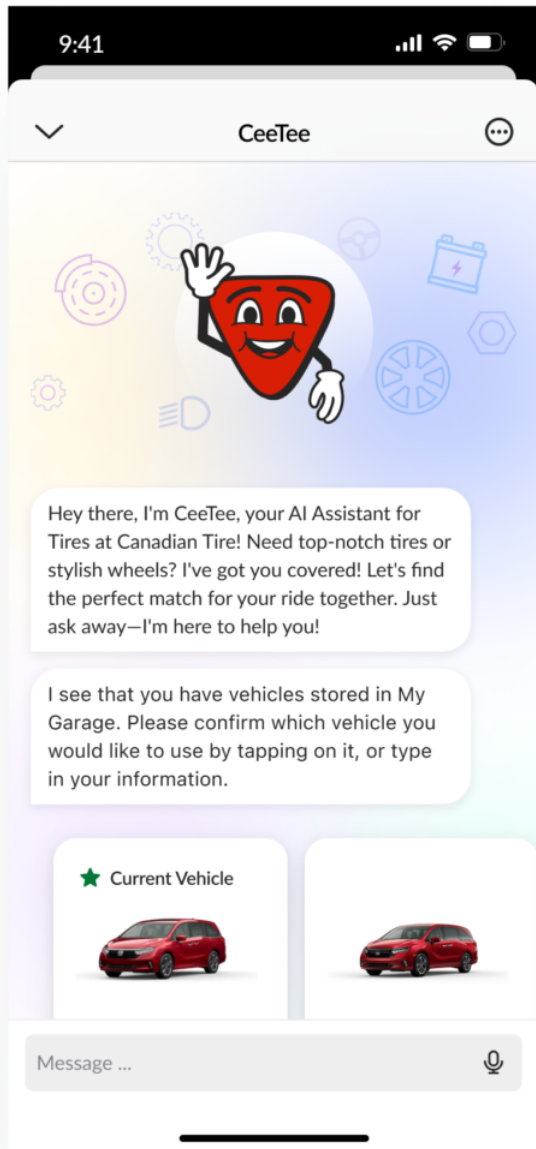 9:41
CeeTee
Hey there, I'm CeeTee, your AI Assistant for
Tires at Canadian Tire! Need top-notch tires or
stylish wheels? I've got you covered! Let's find
the perfect match for your ride together. Just
ask away—I'm here to help you!
I see that you have vehicles stored in My
Garage. Please confirm which vehicle you
would like to use by tapping on it, or type
in your information.
Current Vehicle
Message ...